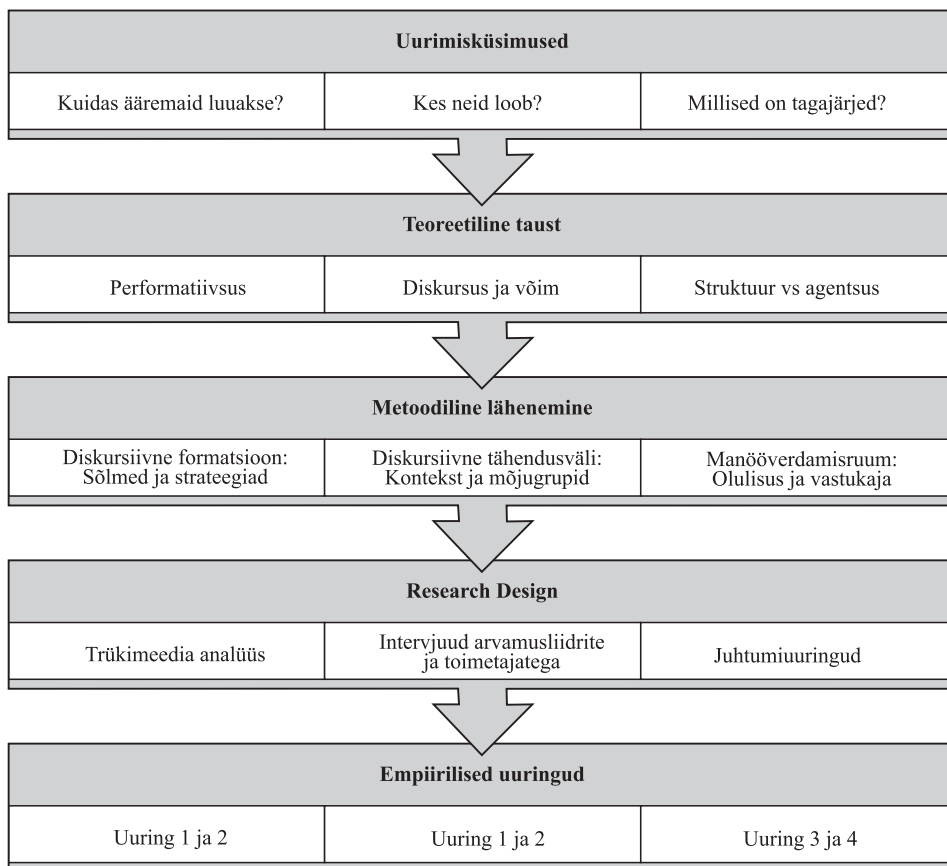 Uurimisküsimused
Kuidas ääremaid luuakse?
Kes neid loob?
Millised on tagajärjed?
Teoreetiline taust
Performatiivsus
Diskursus ja võim
Struktuur vs agentsus
Metoodiline lähenemine
Diskursiivne formatsioon:
Sõlmed ja strateegiad
Diskursiivne tähendusväli:
Kontekst ja mõjugrupid
Manööverdamisruum:
Olulisus ja vastukaja
Research Design
Trükimeedia analüüs
Intervjuud arvamusliidrite
ja toimetajatega
Juhtumiuuringud
Empiirilised uuringud
Uuring 1 ja 2
Uuring 1 ja 2
Uuring 3 ja 4